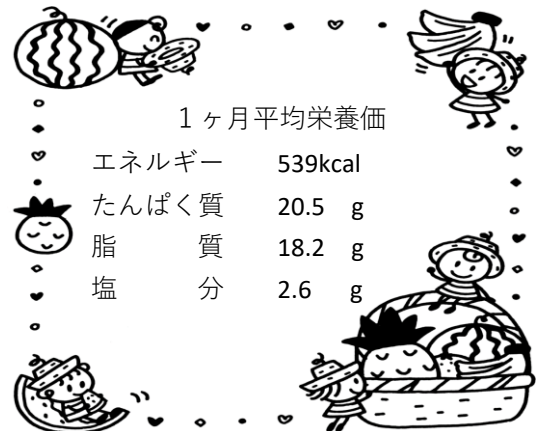 １ヶ月平均栄養価
エネルギー 539kcal
たんぱく質 20.5 g
脂 質 18.2 g
塩 分 2.6 g